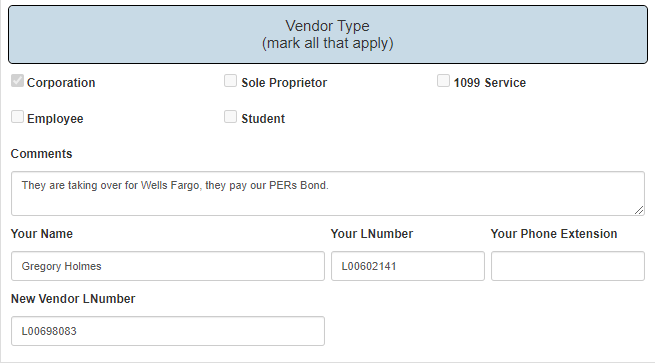 Vendor Type
(mark all that apply)
Corporation Sole Proprietor 1099 Service
Employee Student
Comments
They are taking over for Wells Fargo, they pay our PERs Bond.
Your Name Your LNumber Your Phone Extension
Gregory Holmes L00602141
New Vendor LNumber
L00698083